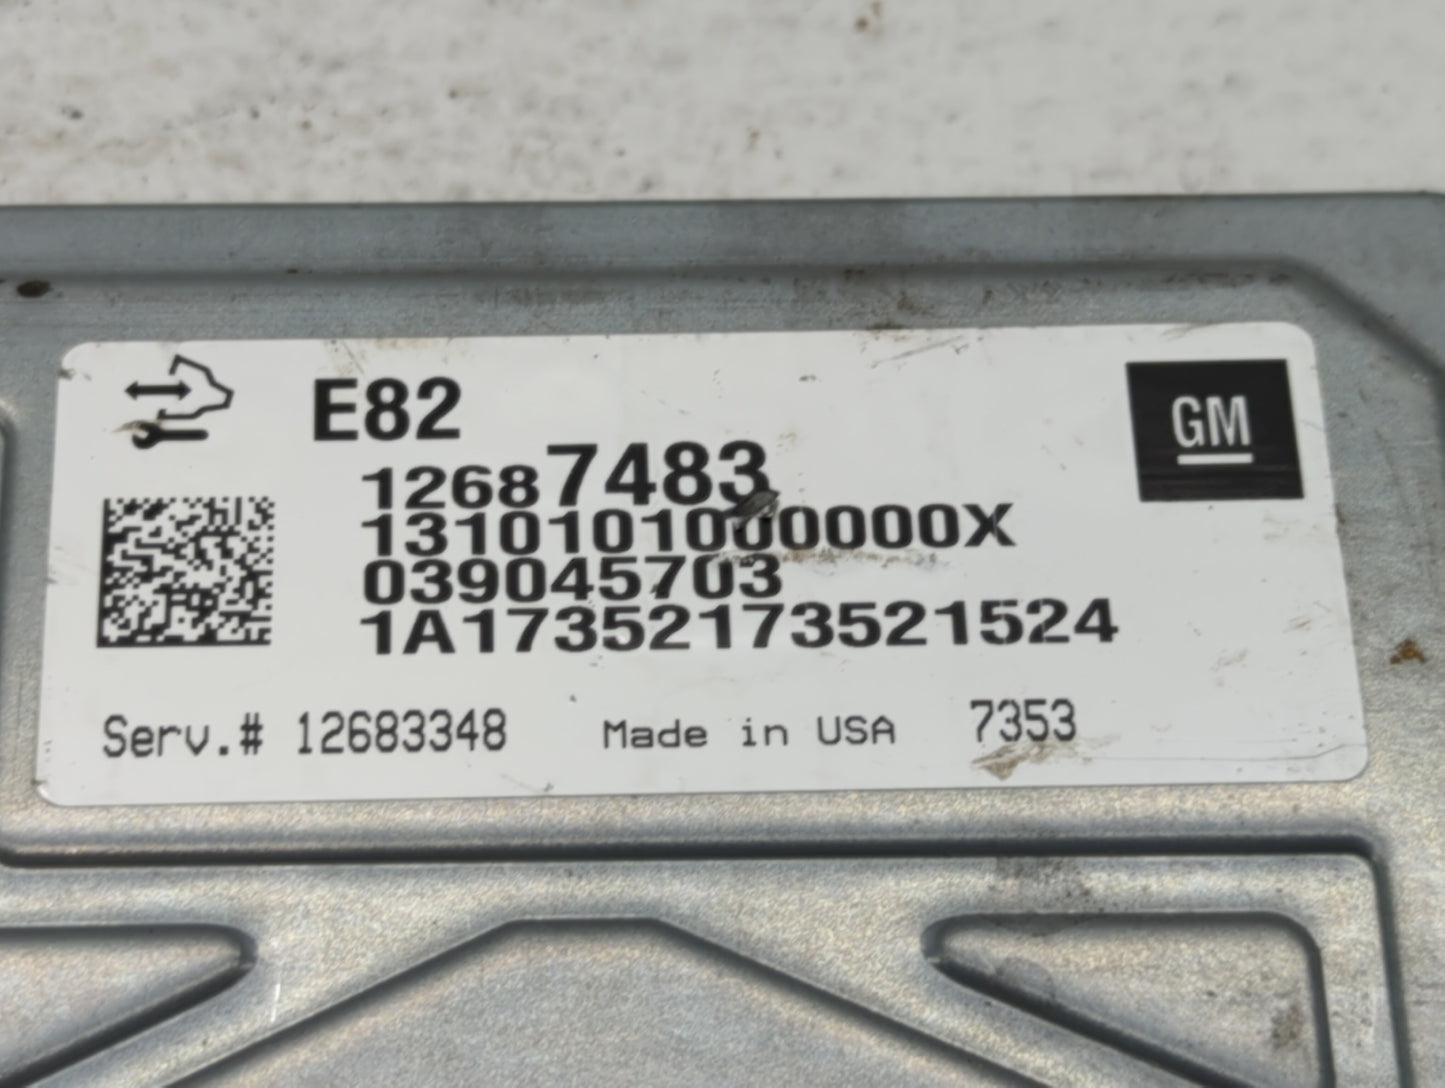 E82
GM
12687483
1310101000000X
039045703
1A17352173521524
Serv.# 12683348 Made in USA 7353